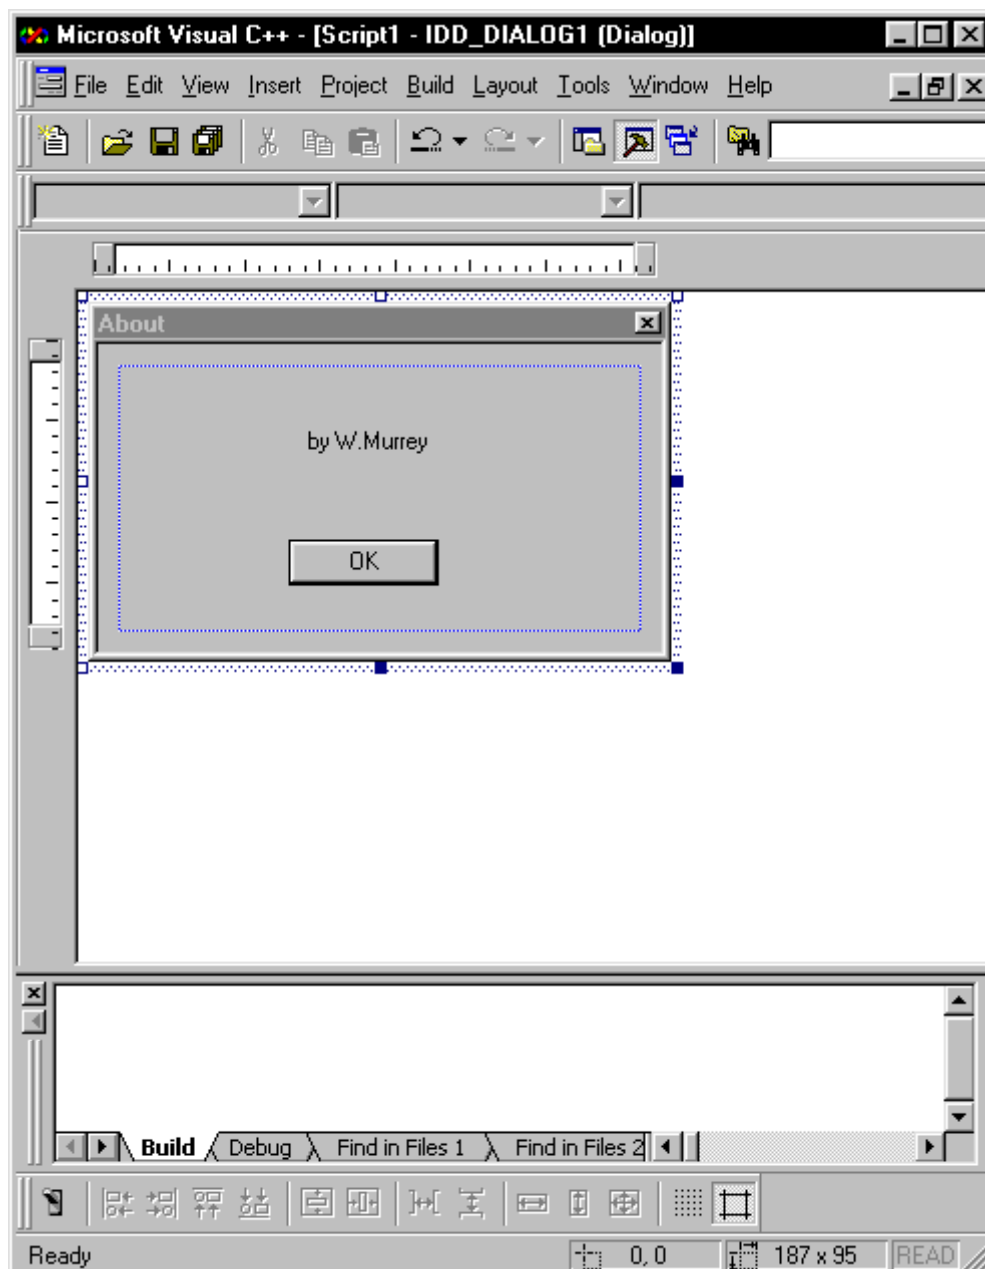 Microsoft Visual C++ - [Script1 - IDD_DIALOG1 (Dialog)]
File Edit View Insert Project Build Layout Tools Window Help
About
by W.Murrey
OK
Build Debug Find in Files 1 Find in Files 2
Ready 0, 0 187 x 95 READ